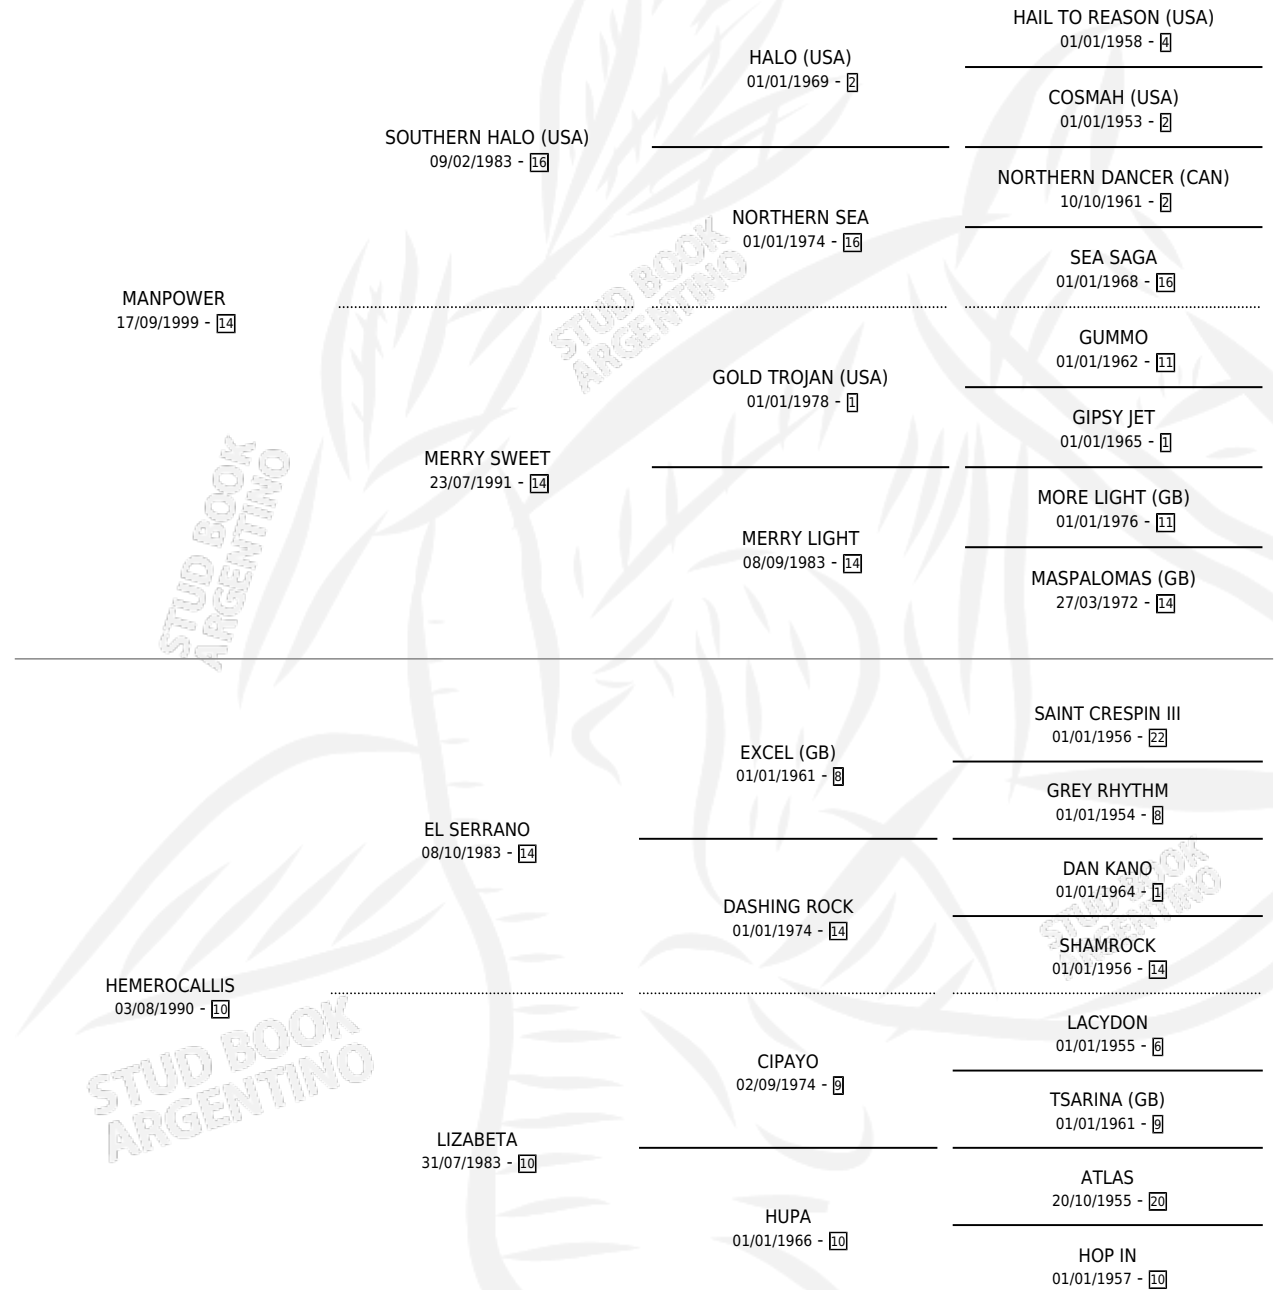 HAIL TO REASON (USA)
01/01/1958 - 4
HALO (USA)
01/01/1969 - 2
COSMAH (USA)
01/01/1953 - 2
SOUTHERN HALO (USA)
09/02/1983 - 16
NORTHERN DANCER (CAN)
10/10/1961 - 2
NORTHERN SEA
01/01/1974 - 16
SEA SAGA
01/01/1968 - 16
MANPOWER
17/09/1999 - 14
GUMMO
01/01/1962 - 11
GOLD TROJAN (USA)
01/01/1978 - 1
GIPSY JET
01/01/1965 - 1
MERRY SWEET
23/07/1991 - 14
MORE LIGHT (GB)
01/01/1976 - 11
MERRY LIGHT
08/09/1983 - 14
MASPALOMAS (GB)
27/03/1972 - 14
STUD BOOK
ARGENTINO
STUD BOOK
ARGENTINO
SAINT CRESPIN III
01/01/1956 - 22
EXCEL (GB)
01/01/1961 - 8
GREY RHYTHM
01/01/1954 - 8
EL SERRANO
08/10/1983 - 14
DAN KANO
01/01/1964 - 1
DASHING ROCK
01/01/1974 - 14
SHAMROCK
01/01/1956 - 14
STUD BOOK
ARGENTINO
HEMEROCALLIS
03/08/1990 - 10
LACYDON
01/01/1955 - 6
CIPAYO
02/09/1974 - 9
TSARINA (GB)
01/01/1961 - 9
STUD BOOK
ARGENTINO
LIZABETA
31/07/1983 - 10
ATLAS
20/10/1955 - 20
HUPA
01/01/1966 - 10
HOP IN
01/01/1957 - 10